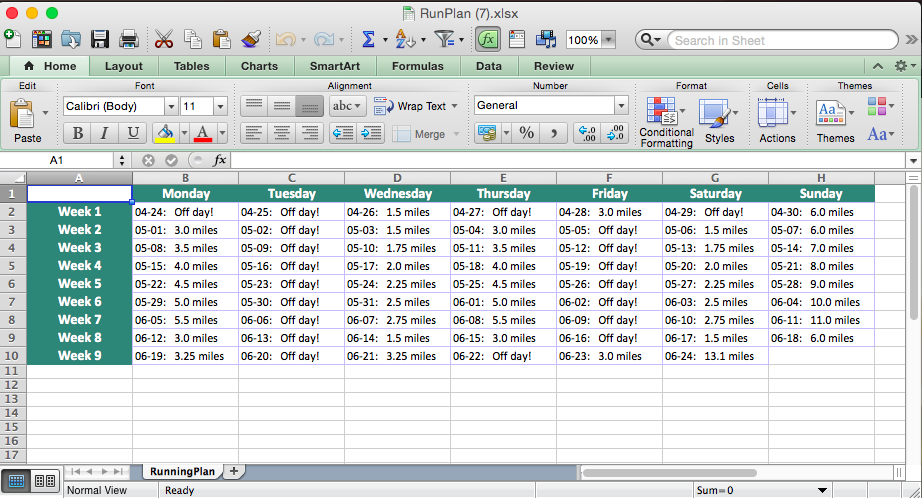 RunPlan (7).xlsx
100%
Search in Sheet
Home Layout Tables Charts SmartArt Formulas Data Review
Edit Font Alignment Number Format Cells Themes
Calibri (Body) 11 abc Wrap Text General
Paste B I U A Merge % Conditional Formatting Styles Actions Themes Aa
A1 fx
A B C D E F G H
1 Monday Tuesday Wednesday Thursday Friday Saturday Sunday
2 Week 1 04-24: Off day! 04-25: Off day! 04-26: 1.5 miles 04-27: Off day! 04-28: 3.0 miles 04-29: Off day! 04-30: 6.0 miles
3 Week 2 05-01: 3.0 miles 05-02: Off day! 05-03: 1.5 miles 05-04: 3.0 miles 05-05: Off day! 05-06: 1.5 miles 05-07: 6.0 miles
4 Week 3 05-08: 3.5 miles 05-09: Off day! 05-10: 1.75 miles 05-11: 3.5 miles 05-12: Off day! 05-13: 1.75 miles 05-14: 7.0 miles
5 Week 4 05-15: 4.0 miles 05-16: Off day! 05-17: 2.0 miles 05-18: 4.0 miles 05-19: Off day! 05-20: 2.0 miles 05-21: 8.0 miles
6 Week 5 05-22: 4.5 miles 05-23: Off day! 05-24: 2.25 miles 05-25: 4.5 miles 05-26: Off day! 05-27: 2.25 miles 05-28: 9.0 miles
7 Week 6 05-29: 5.0 miles 05-30: Off day! 05-31: 2.5 miles 06-01: 5.0 miles 06-02: Off day! 06-03: 2.5 miles 06-04: 10.0 miles
8 Week 7 06-05: 5.5 miles 06-06: Off day! 06-07: 2.75 miles 06-08: 5.5 miles 06-09: Off day! 06-10: 2.75 miles 06-11: 11.0 miles
9 Week 8 06-12: 3.0 miles 06-13: Off day! 06-14: 1.5 miles 06-15: 3.0 miles 06-16: Off day! 06-17: 1.5 miles 06-18: 6.0 miles
10 Week 9 06-19: 3.25 miles 06-20: Off day! 06-21: 3.25 miles 06-22: Off day! 06-23: 3.0 miles 06-24: 13.1 miles
11
12
13
14
15
16
17
RunningPlan
Normal View Ready Sum=0